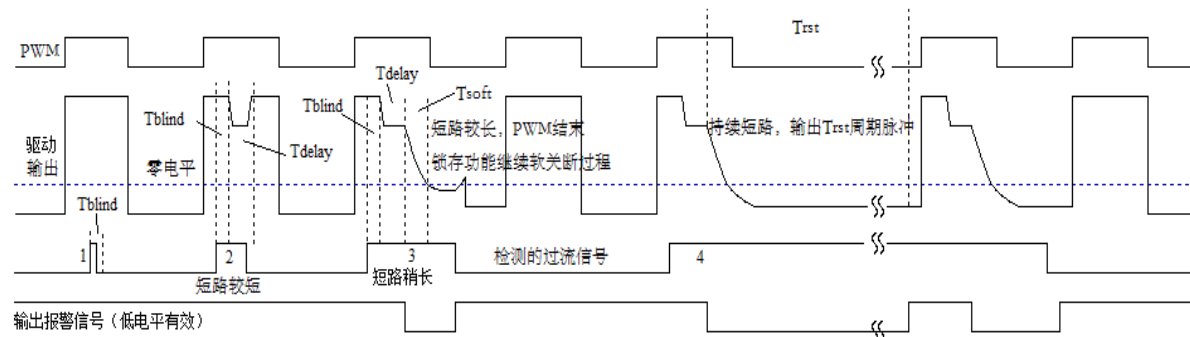 PWM
Trst
Tdelay
Tsoft
Tblind
Tblind
短路较长，PWM结束
持续短路，输出Trst周期脉冲
驱动
输出
零电平
Tdelay
锁存功能继续软关断过程
Tblind
1
2
3
检测的过流信号
4
短路较短
短路稍长
输出报警信号（低电平有效）